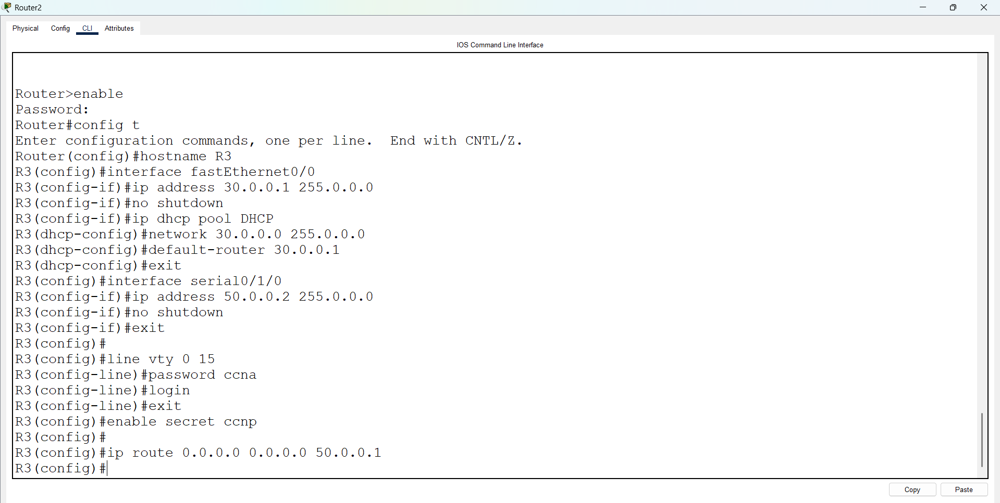 Router2
Physical Config CLI Attributes
IOS Command Line Interface
Router>enable
Password:
Router#config t
Enter configuration commands, one per line.  End with CNTL/Z.
Router(config)#hostname R3
R3(config)#interface fastEthernet0/0
R3(config-if)#ip address 30.0.0.1 255.0.0.0
R3(config-if)#no shutdown
R3(config-if)#ip dhcp pool DHCP
R3(dhcp-config)#network 30.0.0.0 255.0.0.0
R3(dhcp-config)#default-router 30.0.0.1
R3(dhcp-config)#exit
R3(config)#interface serial0/1/0
R3(config-if)#ip address 50.0.0.2 255.0.0.0
R3(config-if)#no shutdown
R3(config-if)#exit
R3(config)#
R3(config)#line vty 0 15
R3(config-line)#password ccna
R3(config-line)#login
R3(config-line)#exit
R3(config)#enable secret ccnp
R3(config)#
R3(config)#ip route 0.0.0.0 0.0.0.0 50.0.0.1
R3(config)#
Copy Paste